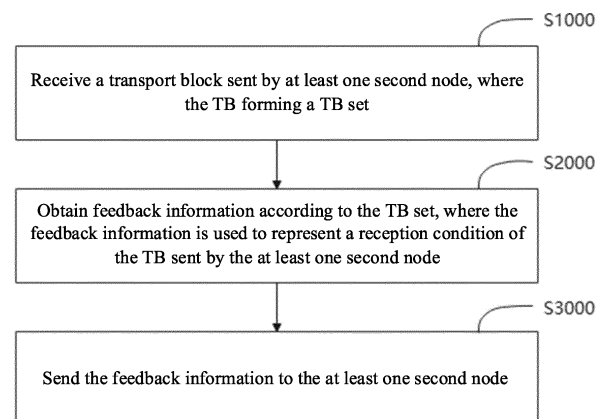 S1000
Receive a transport block sent by at least one second node, where
the TB forming a TB set
S2000
Obtain feedback information according to the TB set, where the
feedback information is used to represent a reception condition of
the TB sent by the at least one second node
S3000
Send the feedback information to the at least one second node